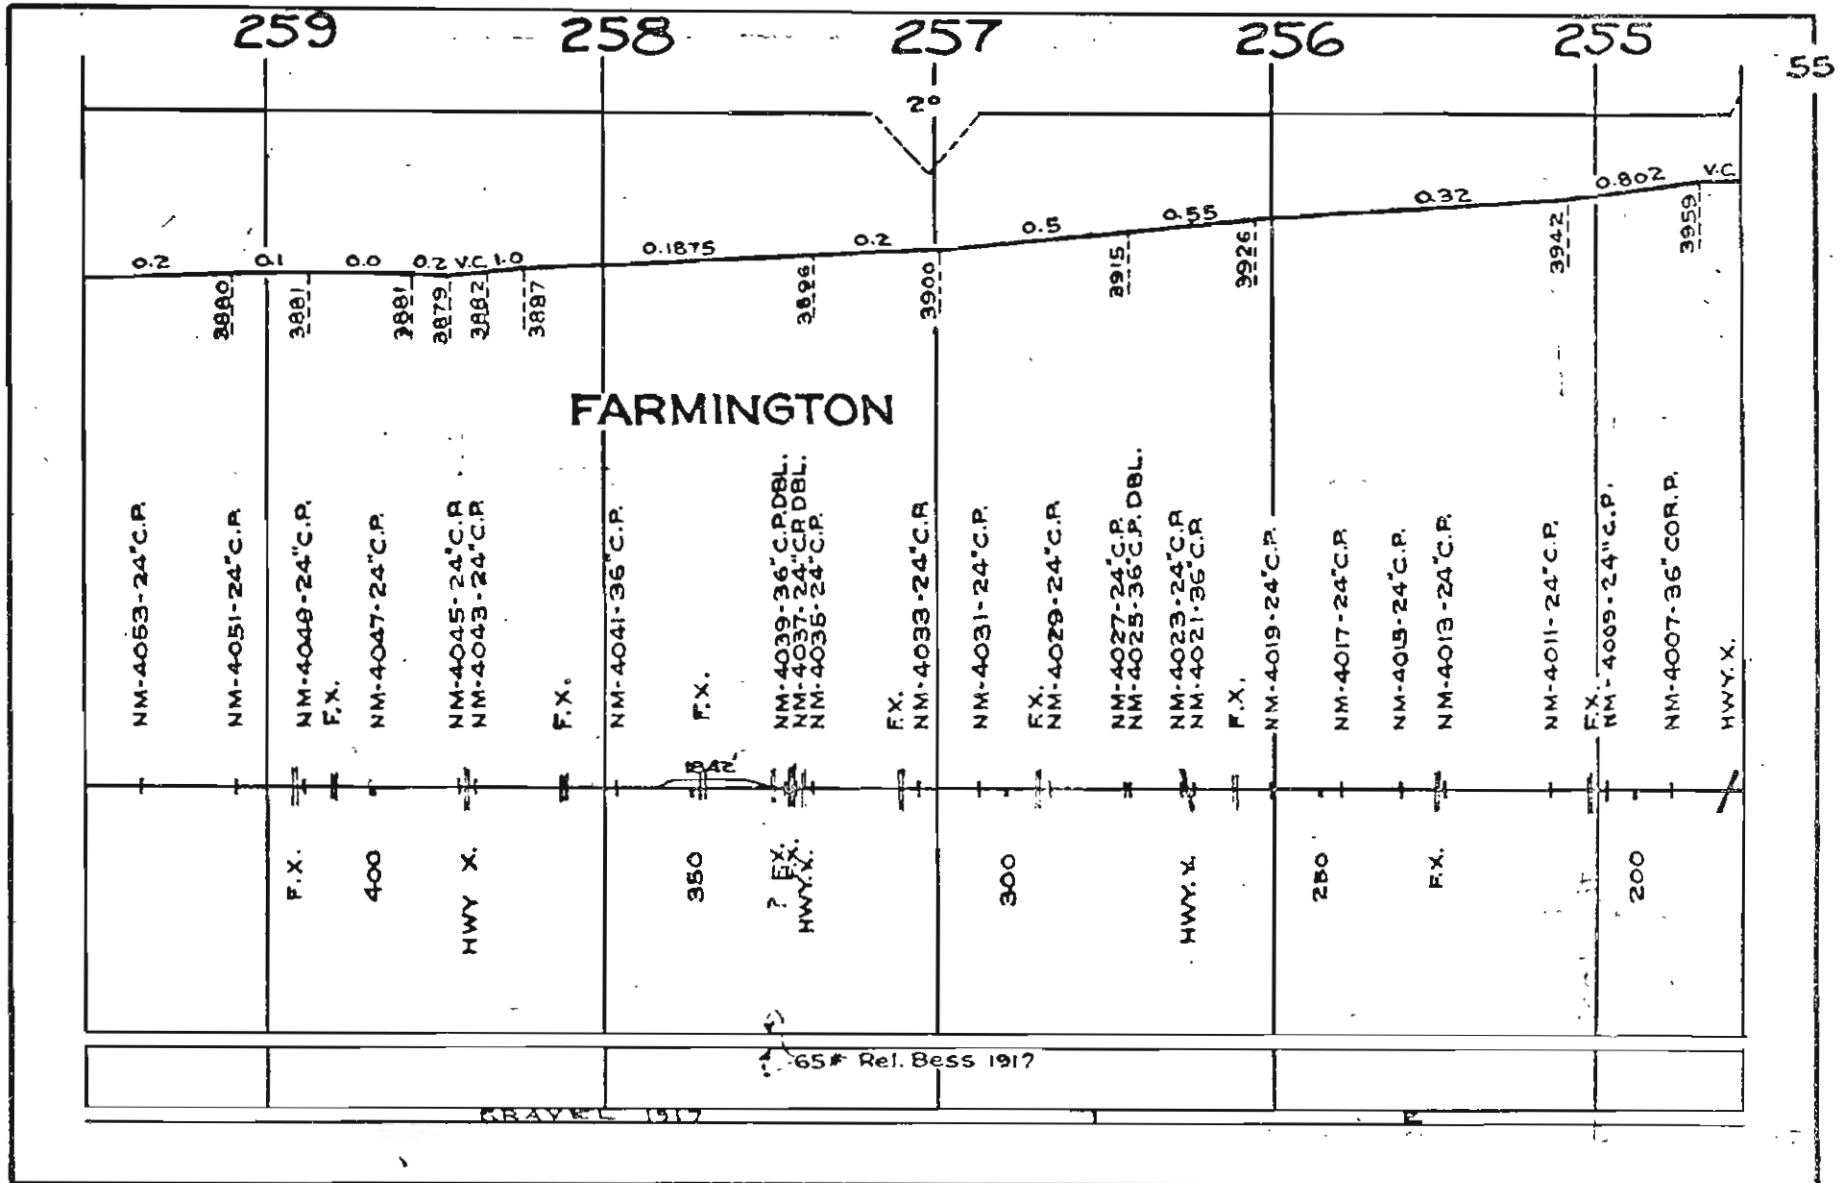 259 258 257 256 255
55
2°
0.2 0.1 0.0 0.2 V.C. 1.0 0.1875 0.2 0.5 0.55 0.32 0.802 V.C.
3880 3881 3881 3879 3882 3887 3896 3900 3915 3926 3942 3959
FARMINGTON
NM-4053-24"C.P.
NM-4051-24"C.P.
NM-4049-24"C.P.
F.X.
NM-4047-24"C.P.
NM-4045-24"C.P.
NM-4043-24"C.P.
F.X.
NM-4041-36"C.P.
F.X.
NM-4039-36"C.P.DBL.
NM-4037-24"C.P.DBL.
NM-4035-24"C.P.
F.X.
NM-4033-24"C.P.
NM-4031-24"C.P.
F.X.
NM-4029-24"C.P.
NM-4027-24"C.P.
NM-4025-36"C.P.DBL.
NM-4023-24"C.P.
NM-4021-36"C.P.
F.X.
NM-4019-24"C.P.
NM-4017-24"C.P.
NM-4015-24"C.P.
NM-4013-24"C.P.
NM-4011-24"C.P.
F.X.
NM-4009-24"C.P.
NM-4007-36"COR.P.
HWY.X.
1842'
F.X.
400
HWY X.
350
? F.X.
F.X.
HWY.X.
300
HWY.X.
250
F.X.
200
65# Rel. Bess 1917
GRAVEL 1917